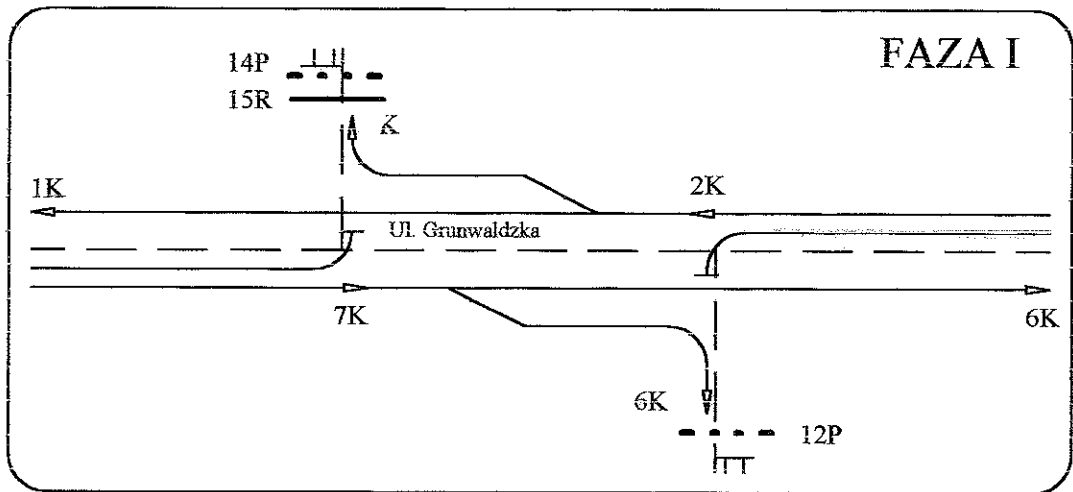 FAZA I
14P
15R
K
1K
2K
Ul. Grunwaldzka
7K
6K
6K
12P